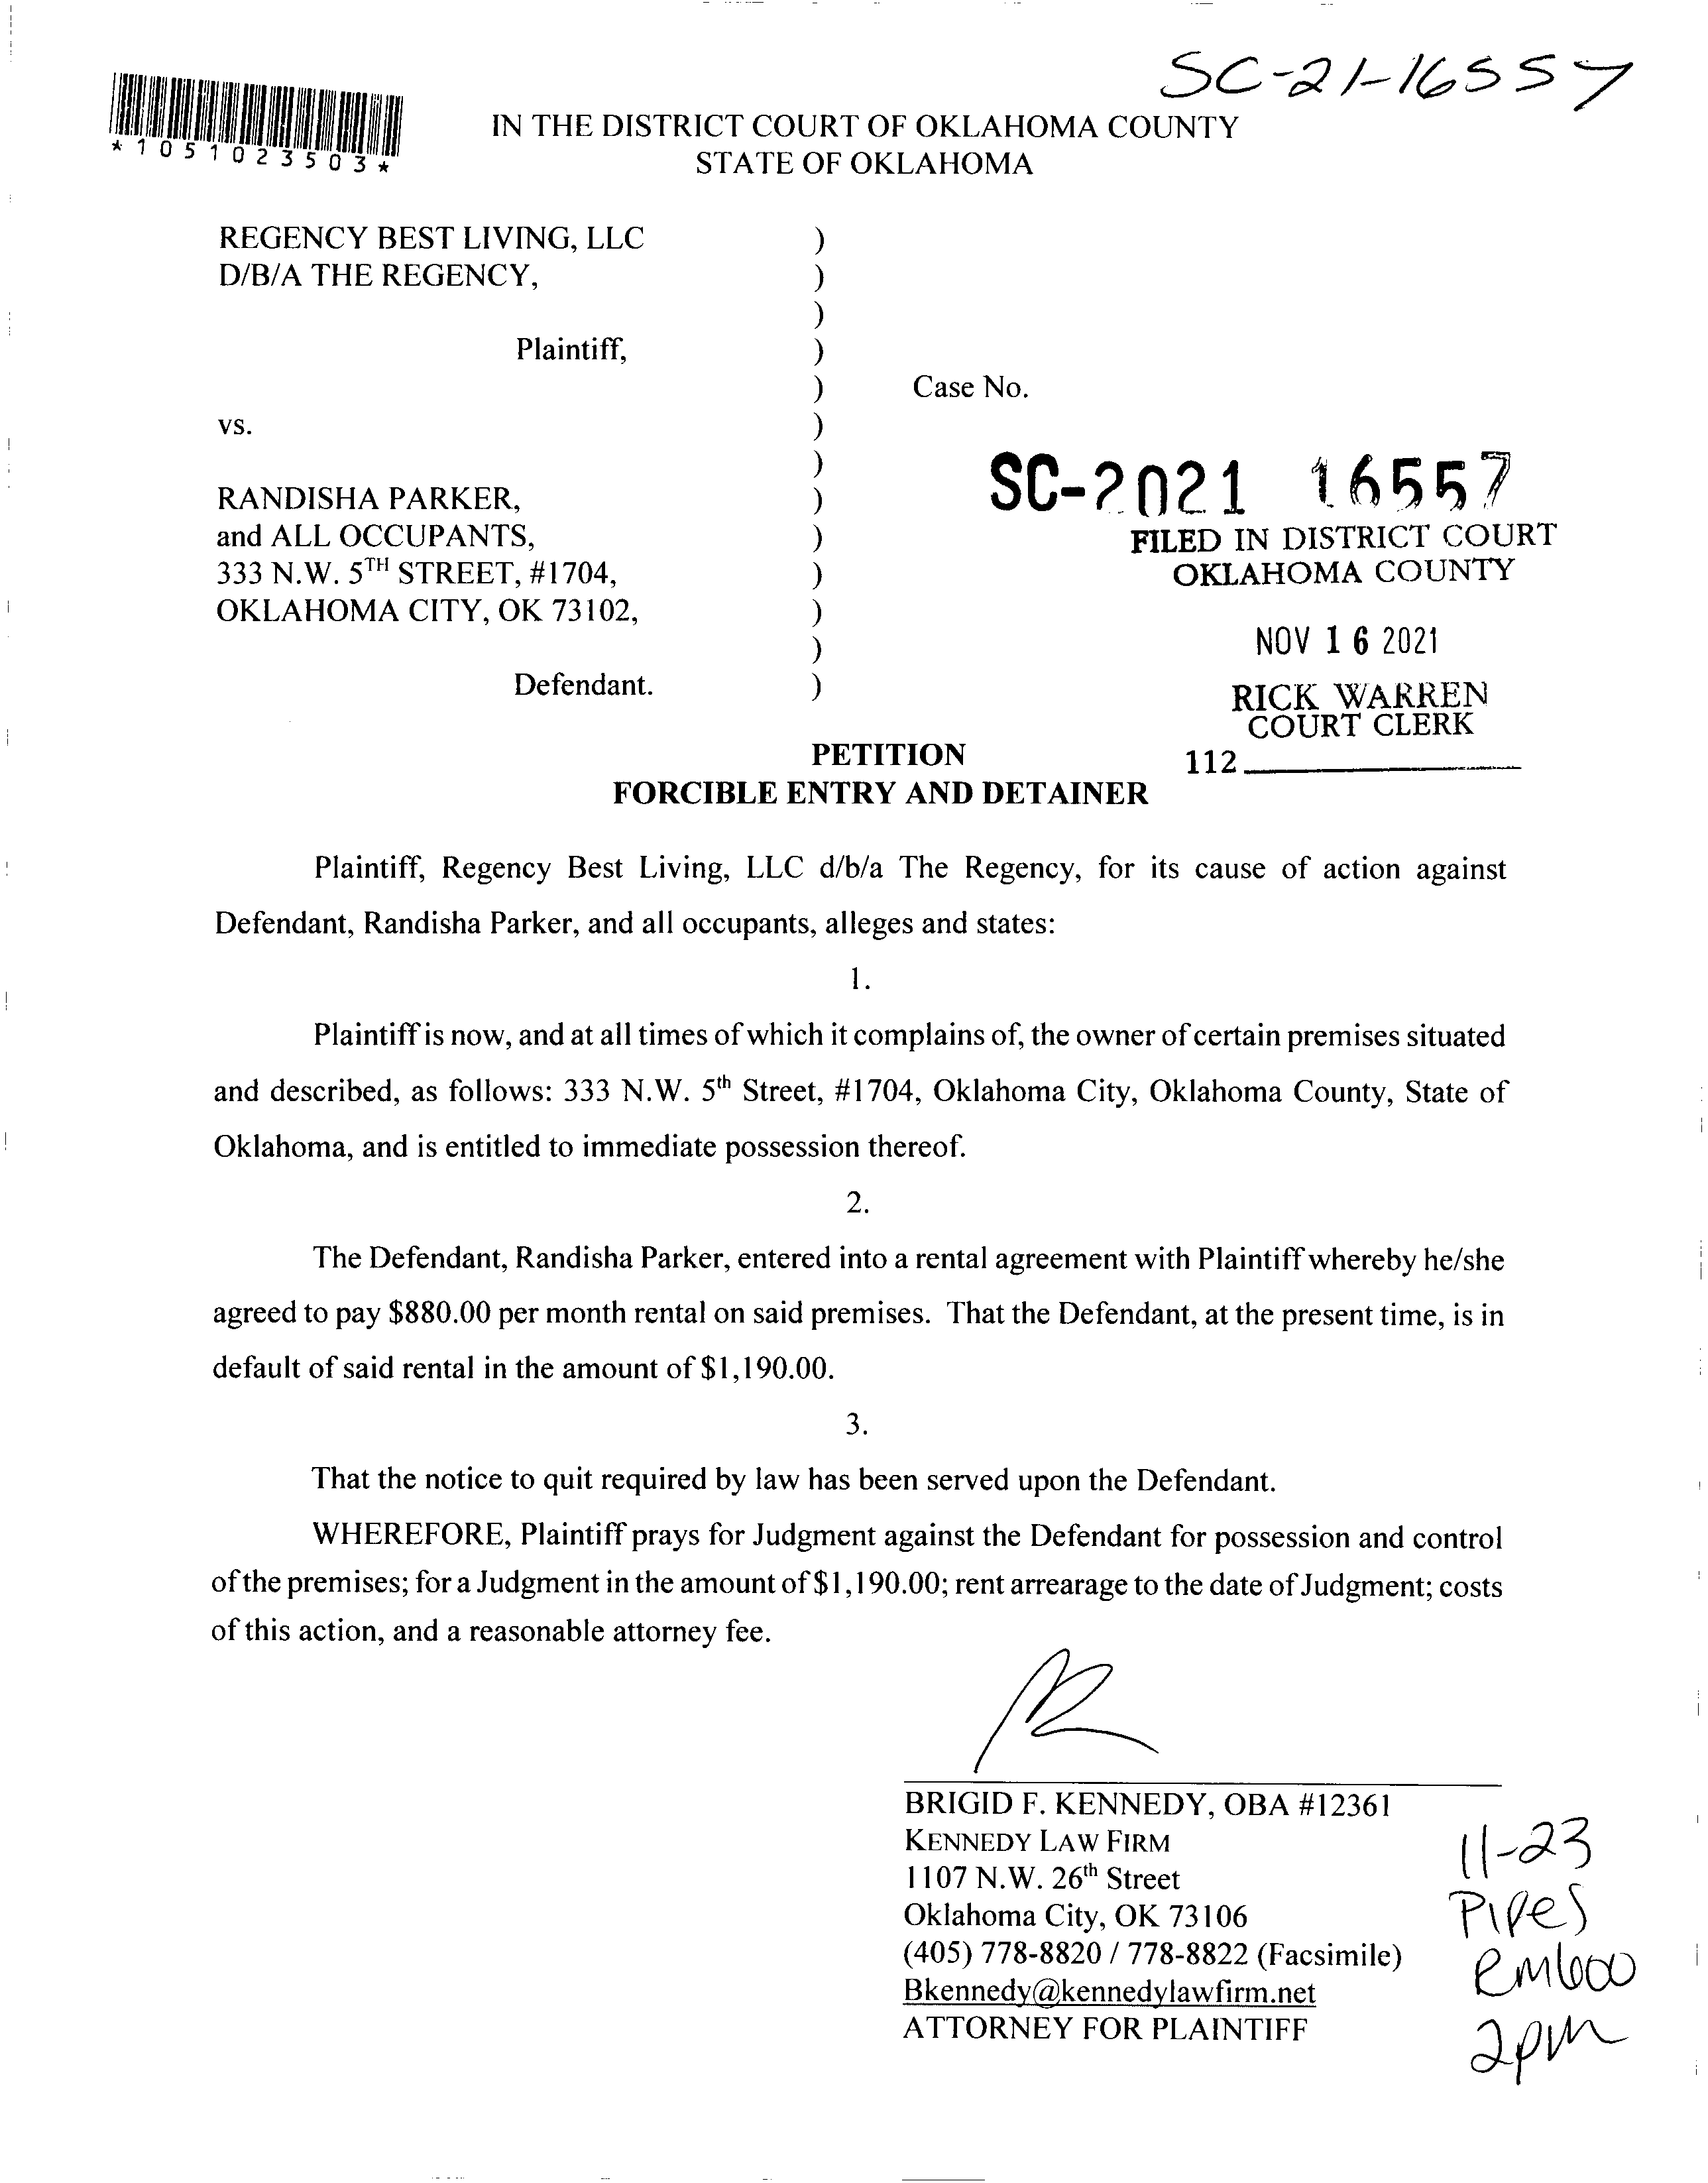 SC-21-16557
*1051023503*
IN THE DISTRICT COURT OF OKLAHOMA COUNTY
STATE OF OKLAHOMA
REGENCY BEST LIVING, LLC )
D/B/A THE REGENCY, )
)
Plaintiff, )
) Case No.
vs. )
)
SC-2021 16557
RANDISHA PARKER, )
and ALL OCCUPANTS, )
333 N.W. 5TH STREET, #1704, )
OKLAHOMA CITY, OK 73102, )
)
Defendant. )
FILED IN DISTRICT COURT
OKLAHOMA COUNTY
NOV 16 2021
RICK WARREN
COURT CLERK
112
PETITION
FORCIBLE ENTRY AND DETAINER
Plaintiff, Regency Best Living, LLC d/b/a The Regency, for its cause of action against
Defendant, Randisha Parker, and all occupants, alleges and states:
1.
Plaintiff is now, and at all times of which it complains of, the owner of certain premises situated
and described, as follows: 333 N.W. 5th Street, #1704, Oklahoma City, Oklahoma County, State of
Oklahoma, and is entitled to immediate possession thereof.
2.
The Defendant, Randisha Parker, entered into a rental agreement with Plaintiff whereby he/she
agreed to pay $880.00 per month rental on said premises. That the Defendant, at the present time, is in
default of said rental in the amount of $1,190.00.
3.
That the notice to quit required by law has been served upon the Defendant.
WHEREFORE, Plaintiff prays for Judgment against the Defendant for possession and control
of the premises; for a Judgment in the amount of $1,190.00; rent arrearage to the date of Judgment; costs
of this action, and a reasonable attorney fee.
BRIGID F. KENNEDY, OBA #12361
KENNEDY LAW FIRM
1107 N.W. 26th Street
Oklahoma City, OK 73106
(405) 778-8820 / 778-8822 (Facsimile)
Bkennedy@kennedylawfirm.net
ATTORNEY FOR PLAINTIFF
11-23
Pipes
rm600
2pm